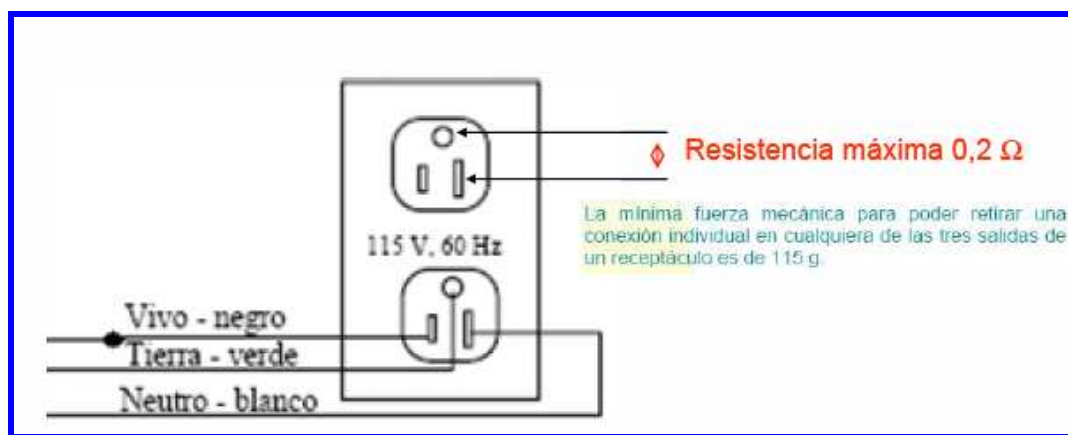 Resistencia máxima 0,2 Ω
La mínima fuerza mecánica para poder retirar una
conexión individual en cualquiera de las tres salidas de
un receptáculo es de 115 g.
115 V, 60 Hz
Vivo - negro
Tierra - verde
Neutro - blanco